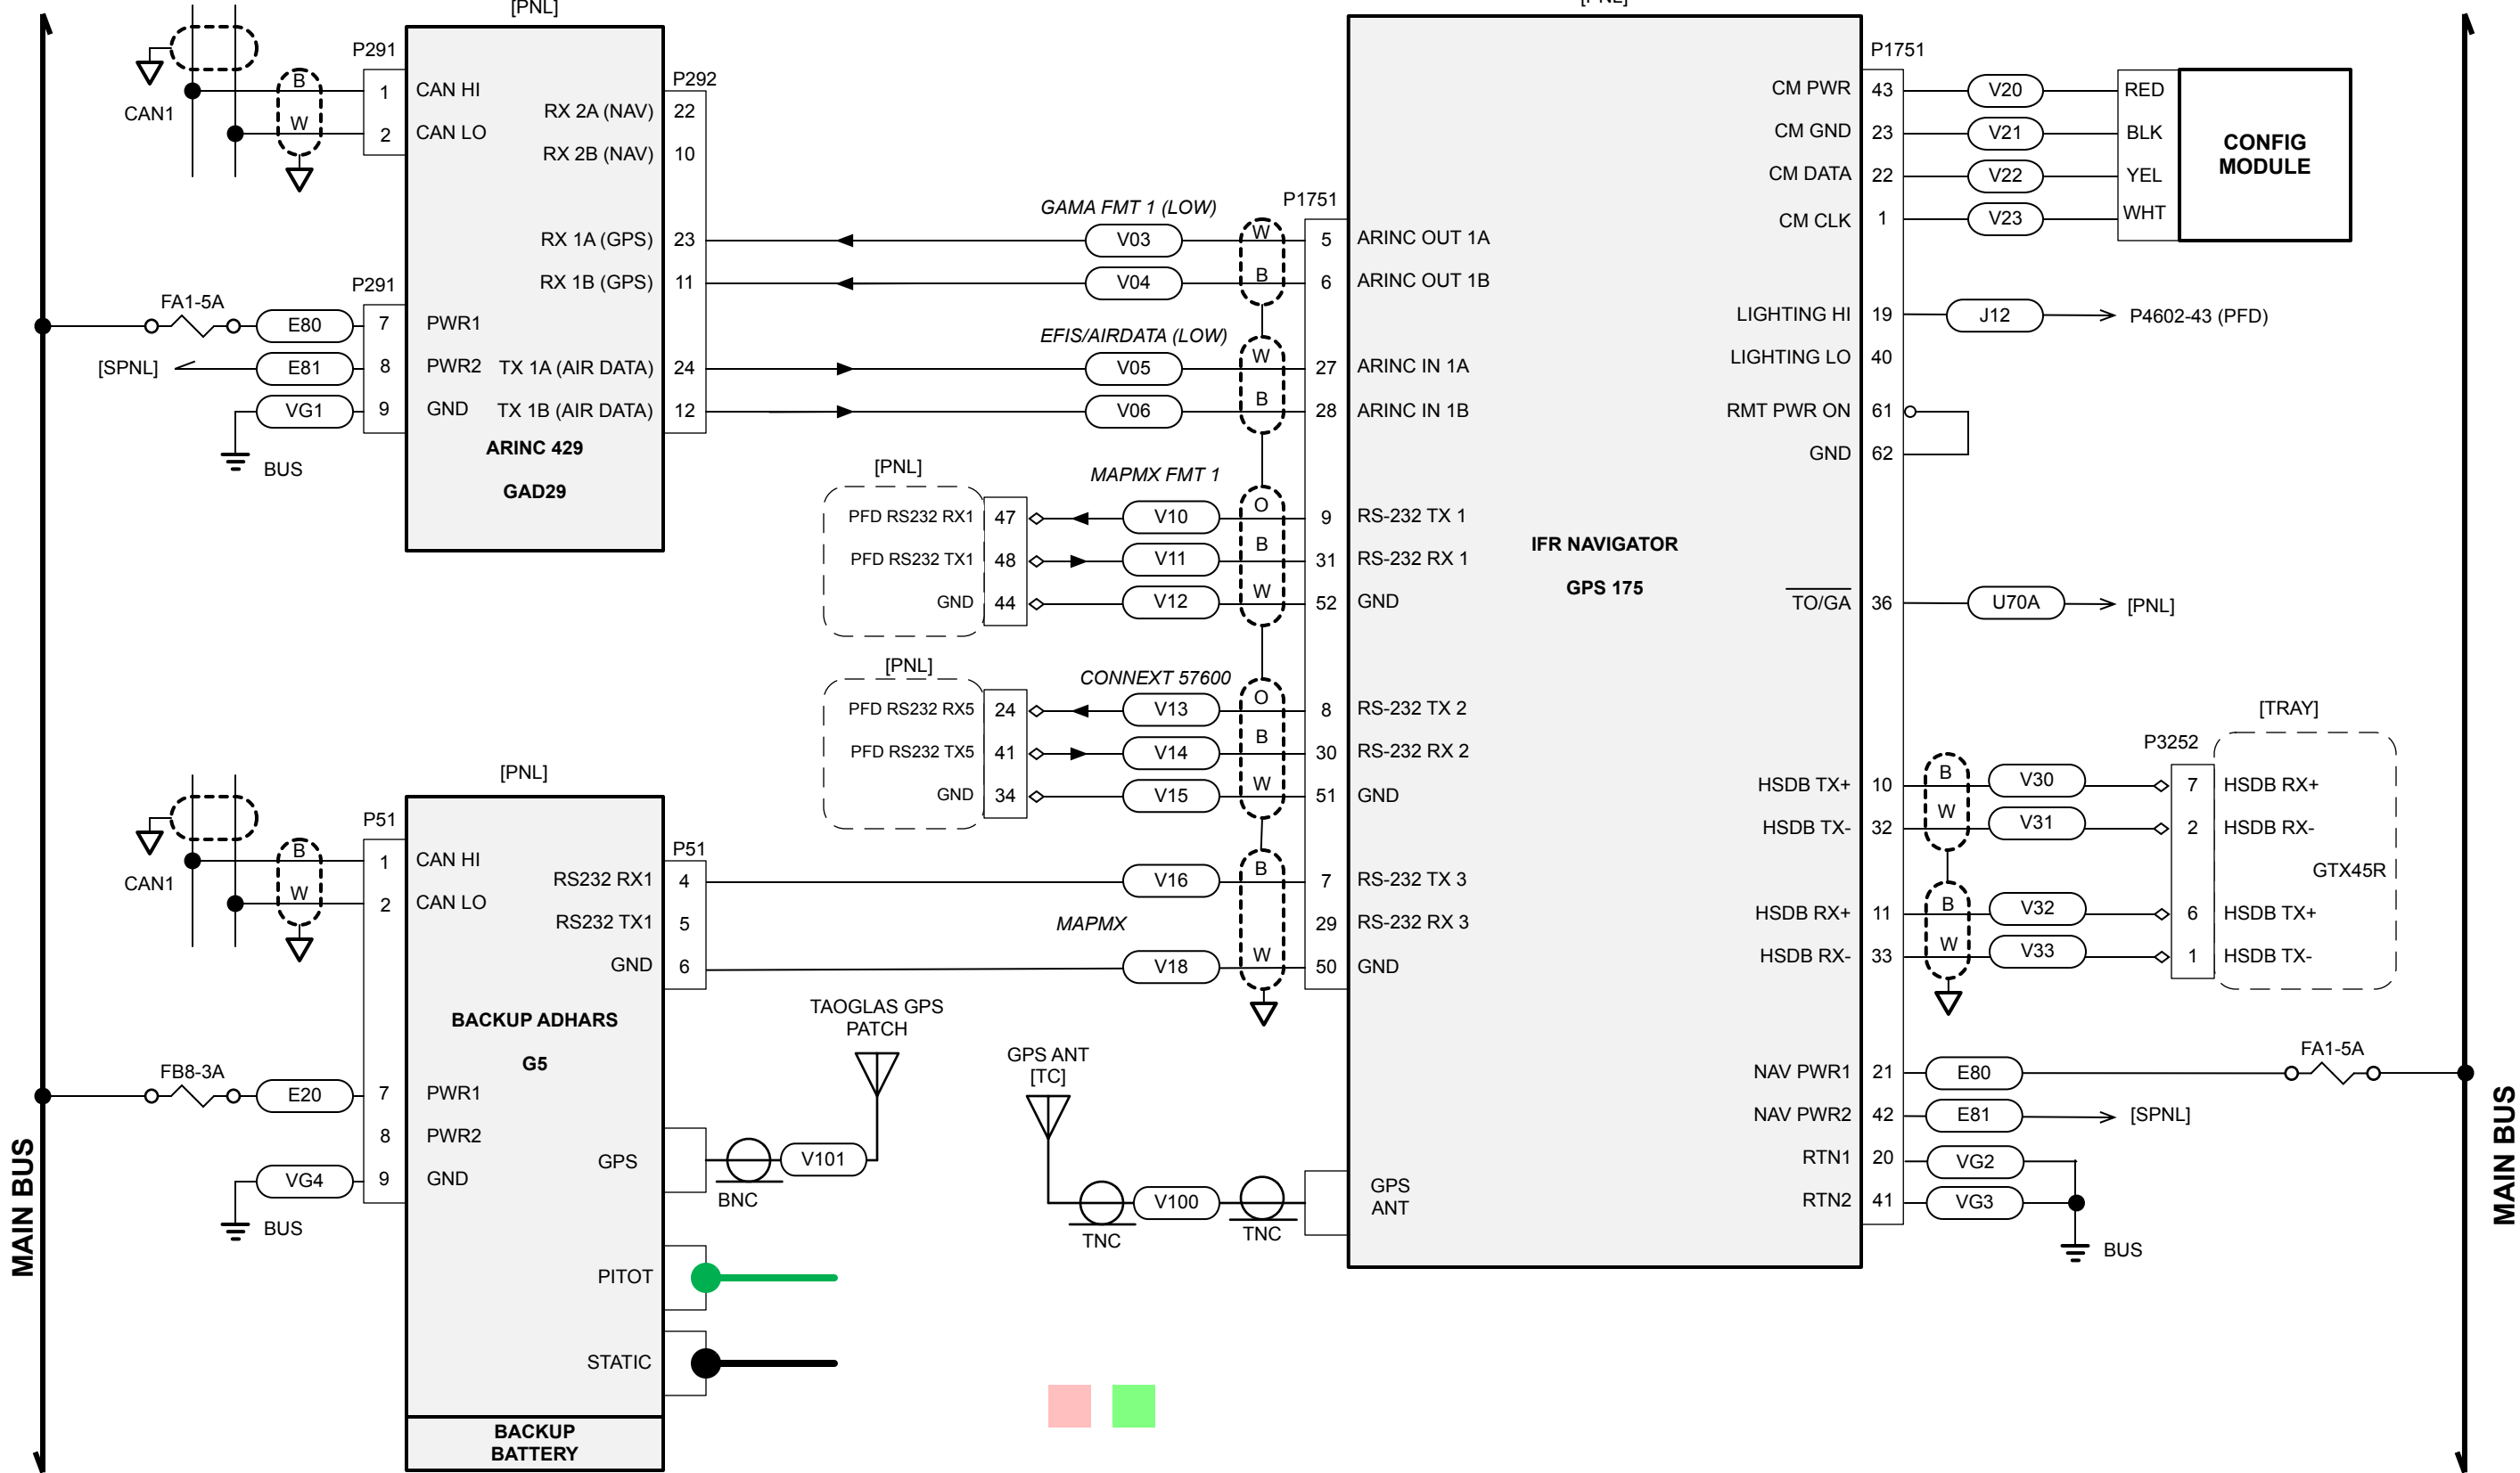 [PNL]
P291
B
W
CAN1
1 CAN HI
2 CAN LO
P292
RX 2A (NAV) 22
RX 2B (NAV) 10
RX 1A (GPS) 23
RX 1B (GPS) 11
P291
FA1-5A
E80
7 PWR1
[SPNL]
E81
8 PWR2
TX 1A (AIR DATA) 24
VG1
9 GND
TX 1B (AIR DATA) 12
BUS
ARINC 429
GAD29
GAMA FMT 1 (LOW)
V03
W
V04
B
EFIS/AIRDATA (LOW)
V05
W
V06
B
[PNL]
MAPMX FMT 1
PFD RS232 RX1 47
V10
O
PFD RS232 TX1 48
V11
B
GND 44
V12
W
[PNL]
CONNEXT 57600
PFD RS232 RX5 24
V13
O
PFD RS232 TX5 41
V14
B
GND 34
V15
W
[PNL]
P51
B
W
CAN1
1 CAN HI
2 CAN LO
P51
RS232 RX1 4
V16
B
RS232 TX1 5
MAPMX
GND 6
V18
W
BACKUP ADHARS
G5
FB8-3A
E20
7 PWR1
8 PWR2
VG4
9 GND
BUS
GPS
BNC
V101
TAOGLAS GPS
PATCH
GPS ANT
[TC]
TNC
V100
TNC
PITOT
STATIC
BACKUP
BATTERY
MAIN BUS
[PNL]
P1751
5 ARINC OUT 1A
6 ARINC OUT 1B
27 ARINC IN 1A
28 ARINC IN 1B
9 RS-232 TX 1
31 RS-232 RX 1
52 GND
8 RS-232 TX 2
30 RS-232 RX 2
51 GND
7 RS-232 TX 3
29 RS-232 RX 3
50 GND
GPS
ANT
IFR NAVIGATOR
GPS 175
P1751
CM PWR 43
V20
RED
CM GND 23
V21
BLK
CM DATA 22
V22
YEL
CM CLK 1
V23
WHT
CONFIG
MODULE
LIGHTING HI 19
J12
P4602-43 (PFD)
LIGHTING LO 40
RMT PWR ON 61
GND 62
TO/GA 36
U70A
[PNL]
[TRAY]
P3252
HSDB TX+ 10
B
V30
7 HSDB RX+
HSDB TX- 32
W
V31
2 HSDB RX-
GTX45R
HSDB RX+ 11
B
V32
6 HSDB TX+
HSDB RX- 33
W
V33
1 HSDB TX-
FA1-5A
NAV PWR1 21
E80
NAV PWR2 42
E81
[SPNL]
RTN1 20
VG2
RTN2 41
VG3
BUS
MAIN BUS